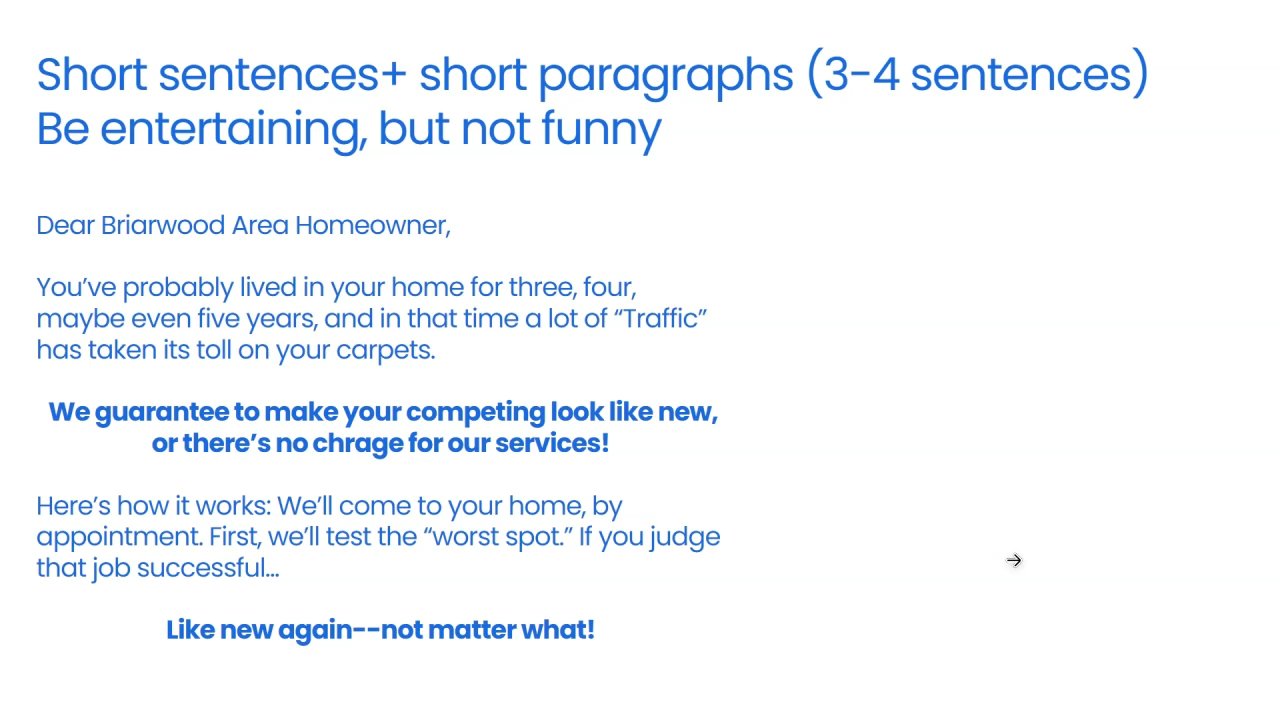 Short sentences+ short paragraphs (3-4 sentences)
Be entertaining, but not funny
Dear Briarwood Area Homeowner,
You’ve probably lived in your home for three, four,
maybe even five years, and in that time a lot of “Traffic”
has taken its toll on your carpets.
We guarantee to make your competing look like new,
or there’s no chrage for our services!
Here’s how it works: We’ll come to your home, by
appointment. First, we’ll test the “worst spot.” If you judge
that job successful...
Like new again--not matter what!